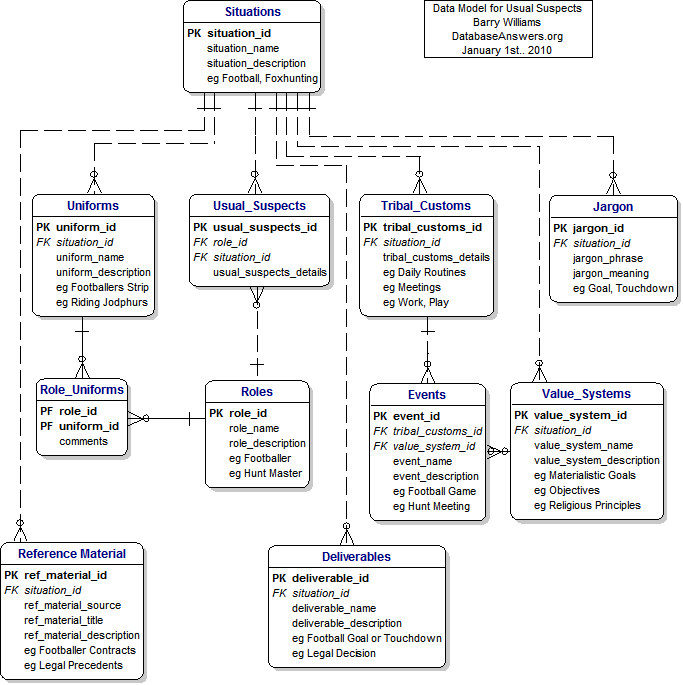 Situations
PK situation_id
situation_name
situation_description
eg Football, Foxhunting
Data Model for Usual Suspects
Barry Williams
DatabaseAnswers.org
January 1st.. 2010
Uniforms
PK uniform_id
FK situation_id
uniform_name
uniform_description
eg Footballers Strip
eg Riding Jodphurs
Usual_Suspects
PK usual_suspects_id
FK role_id
FK situation_id
usual_suspects_details
Tribal_Customs
PK tribal_customs_id
FK situation_id
tribal_customs_details
eg Daily Routines
eg Meetings
eg Work, Play
Jargon
PK jargon_id
FK situation_id
jargon_phrase
jargon_meaning
eg Goal, Touchdown
Role_Uniforms
PF role_id
PF uniform_id
comments
Roles
PK role_id
role_name
role_description
eg Footballer
eg Hunt Master
Events
PK event_id
FK tribal_customs_id
FK value_system_id
event_name
event_description
eg Football Game
eg Hunt Meeting
Value_Systems
PK value_system_id
FK situation_id
value_system_name
value_system_description
eg Materialistic Goals
eg Objectives
eg Religious Principles
Reference Material
PK ref_material_id
FK situation_id
ref_material_source
ref_material_title
ref_material_description
eg Footballer Contracts
eg Legal Precedents
Deliverables
PK deliverable_id
FK situation_id
deliverable_name
deliverable_description
eg Football Goal or Touchdown
eg Legal Decision